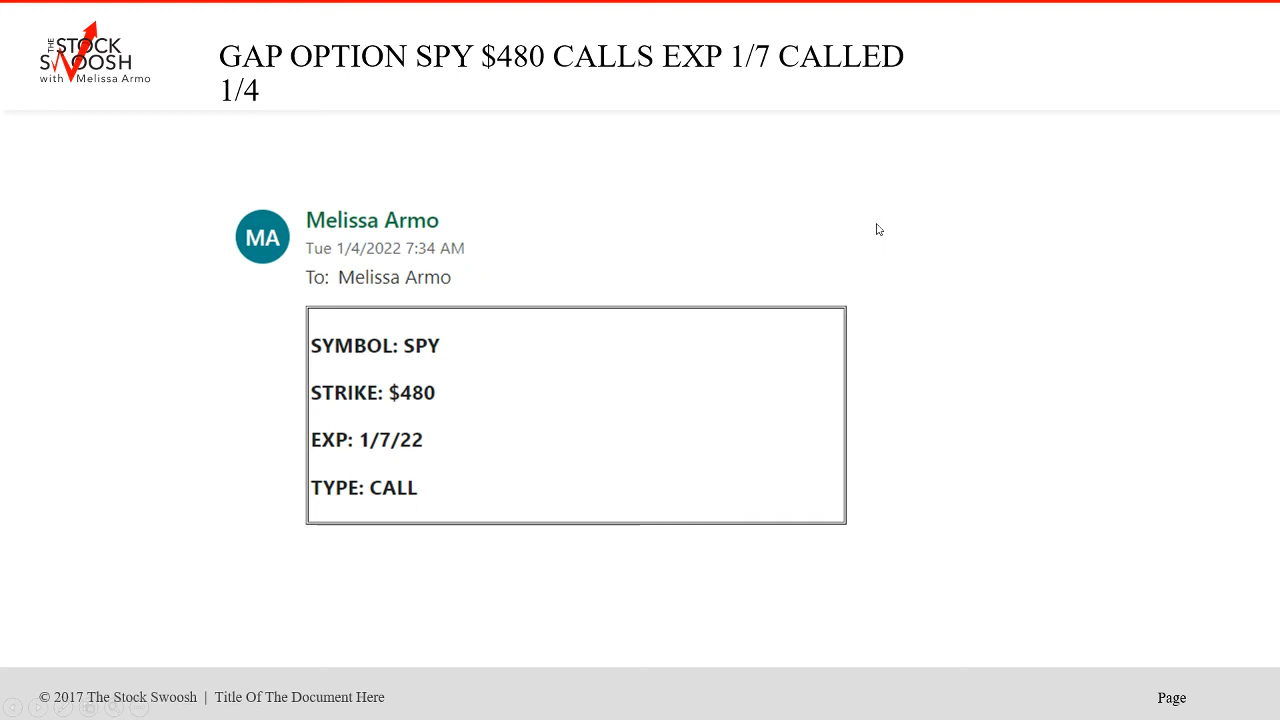 THE STOCK
SWOOSH
with Melissa Armo
GAP OPTION SPY $480 CALLS EXP 1/7 CALLED
1/4
MA
Melissa Armo
Tue 1/4/2022 7:34 AM
To: Melissa Armo
SYMBOL: SPY
STRIKE: $480
EXP: 1/7/22
TYPE: CALL
© 2017 The Stock Swoosh | Title Of The Document Here
Page